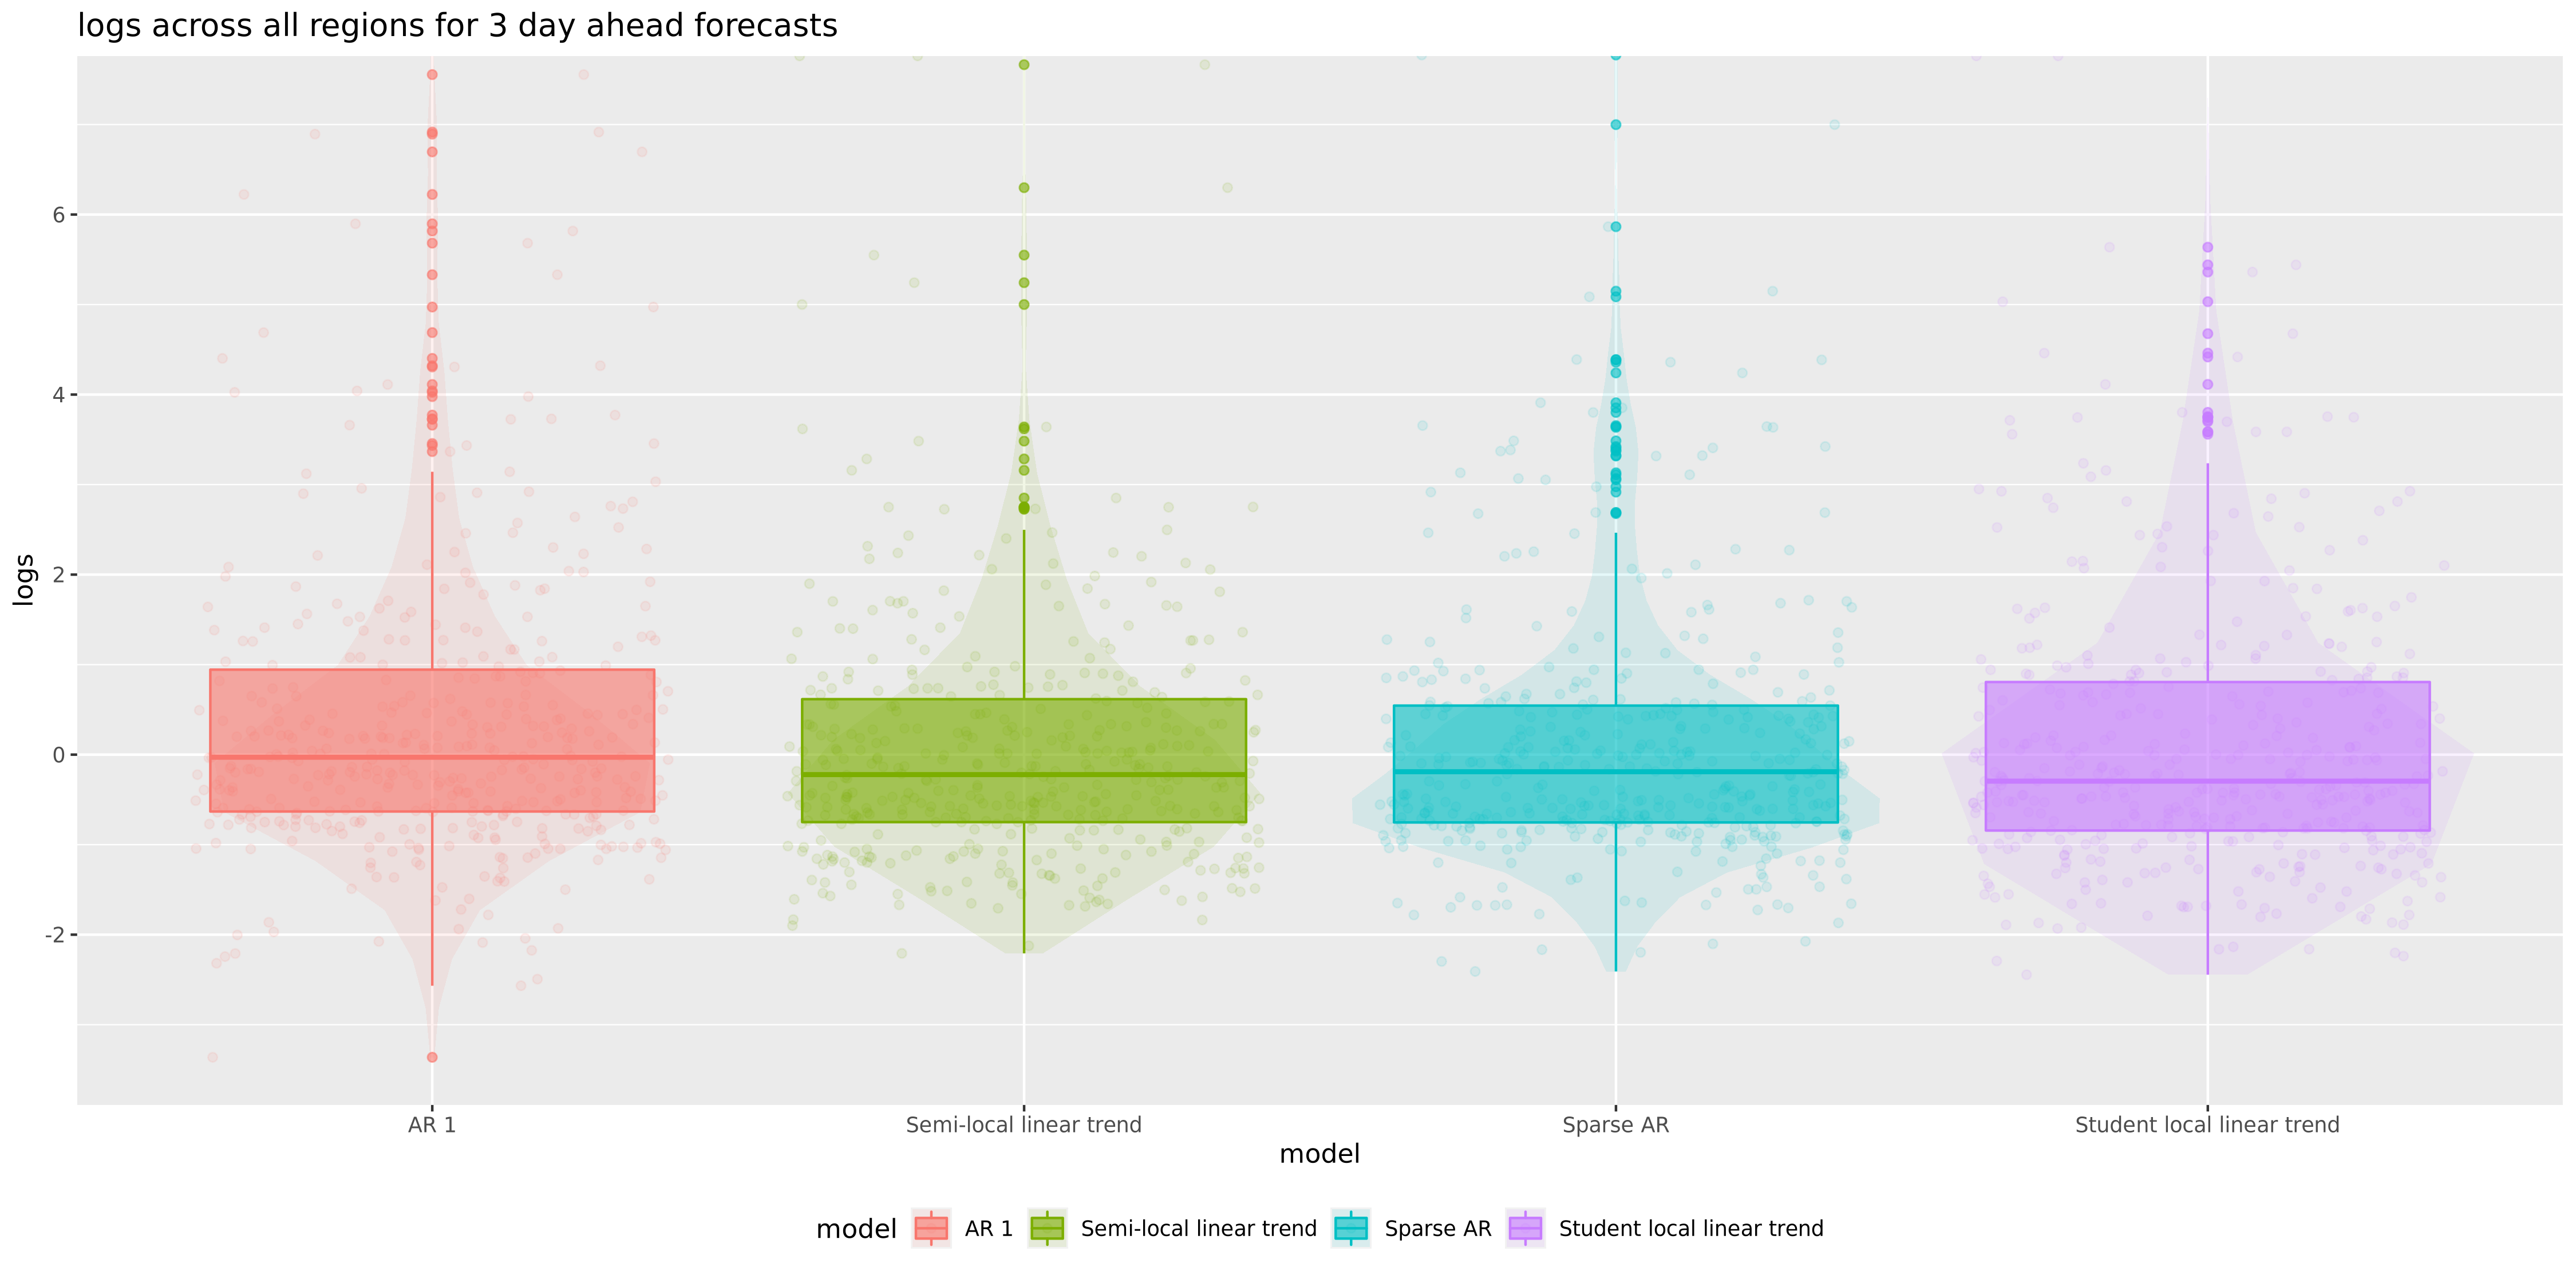 logs across all regions for 3 day ahead forecasts
logs
6
4
2
0
-2
AR 1
Semi-local linear trend
Sparse AR
Student local linear trend
model
model
AR 1
Semi-local linear trend
Sparse AR
Student local linear trend